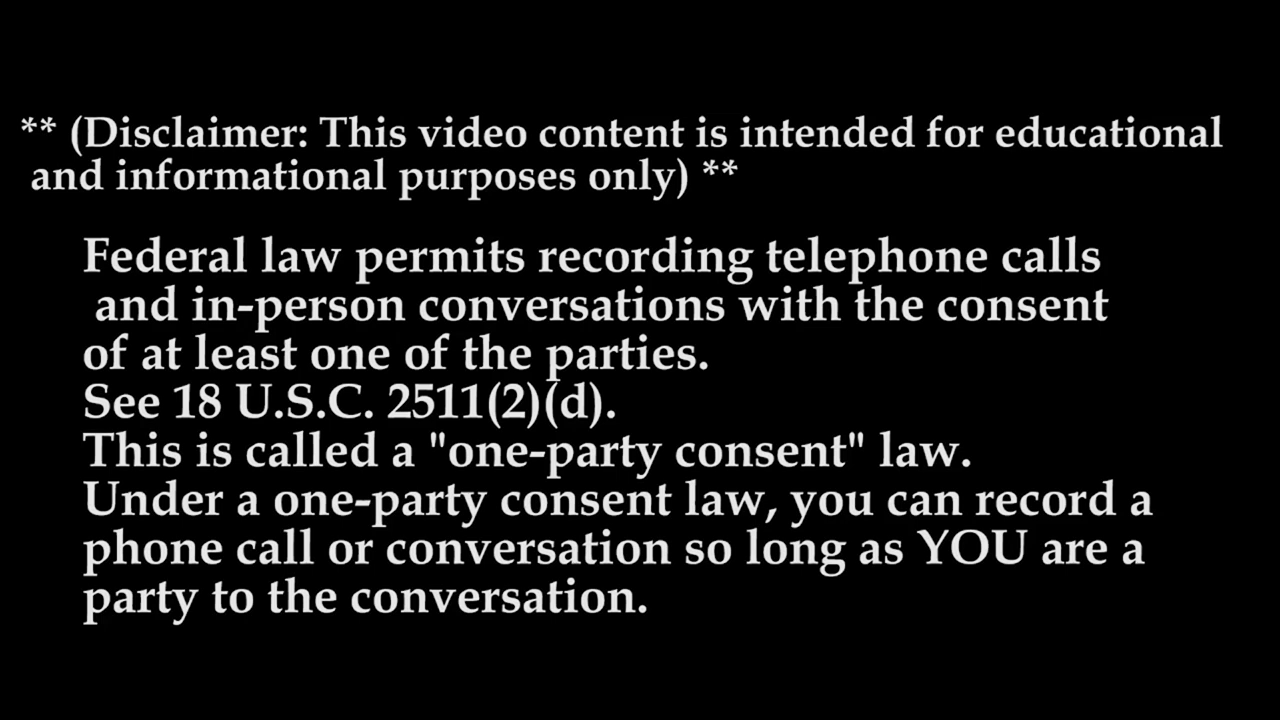 ** (Disclaimer: This video content is intended for educational
and informational purposes only) **
Federal law permits recording telephone calls
and in-person conversations with the consent
of at least one of the parties.
See 18 U.S.C. 2511(2)(d).
This is called a "one-party consent" law.
Under a one-party consent law, you can record a
phone call or conversation so long as YOU are a
party to the conversation.